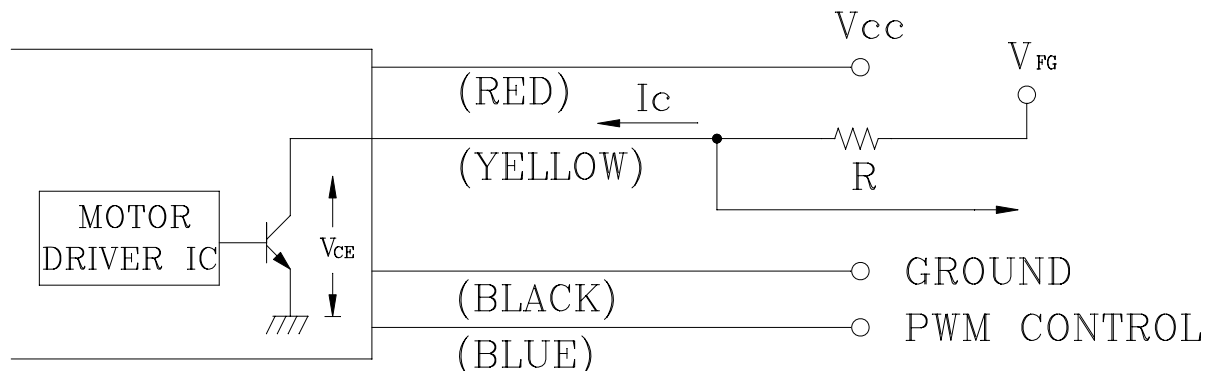 Vcc
VFG
(RED)
Ic
(YELLOW)
R
MOTOR
DRIVER IC
VCE
GROUND
(BLACK)
PWM CONTROL
(BLUE)